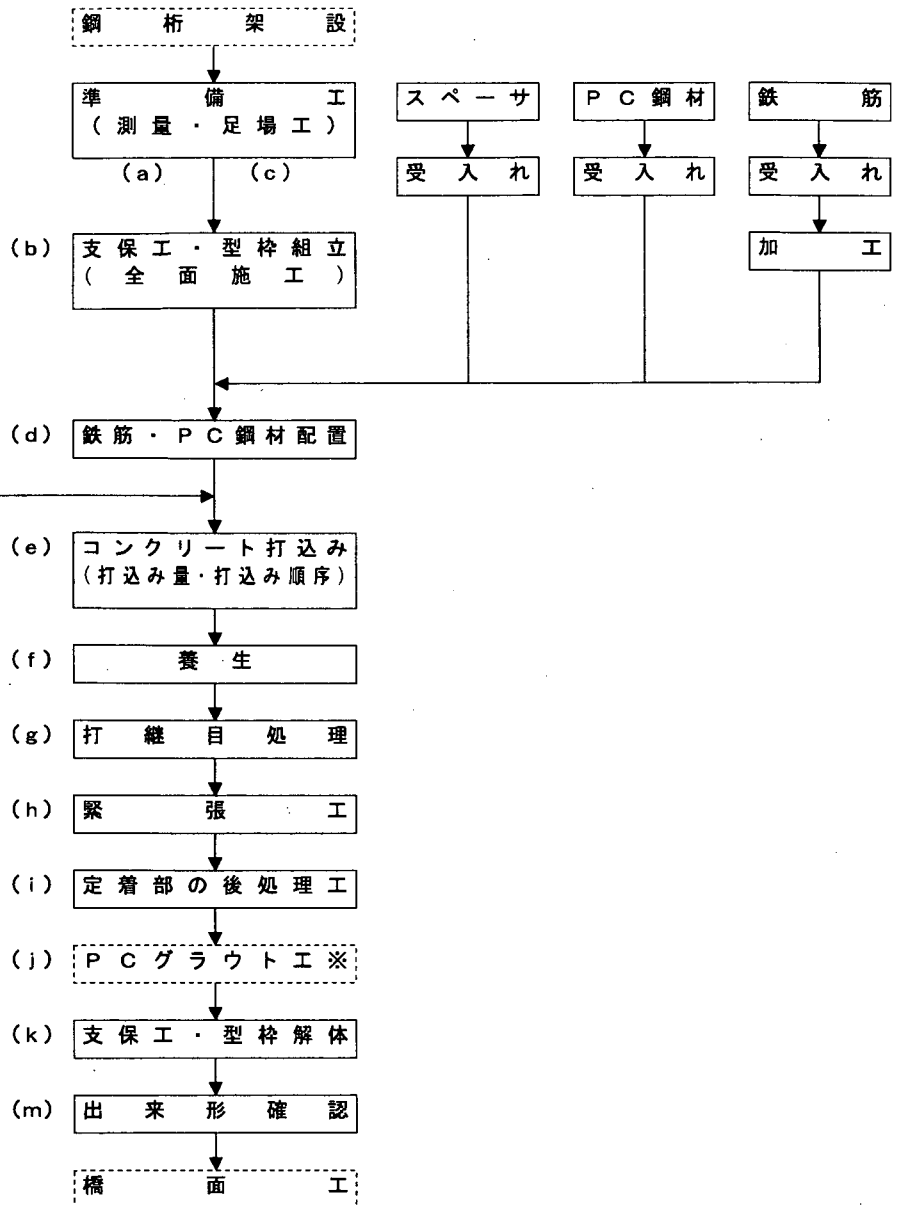 鋼桁架設
準備工
(測量・足場工)
(a) (c)
スペーサ
受入れ
PC鋼材
受入れ
鉄筋
受入れ
加工
(b) 支保工・型枠組立
(全面施工)
(d) 鉄筋・PC鋼材配置
(e) コンクリート打込み
(打込み量・打込み順序)
(f) 養生
(g) 打継目処理
(h) 緊張工
(i) 定着部の後処理工
(j) PCグラウト工※
(k) 支保工・型枠解体
(m) 出来形確認
橋面工